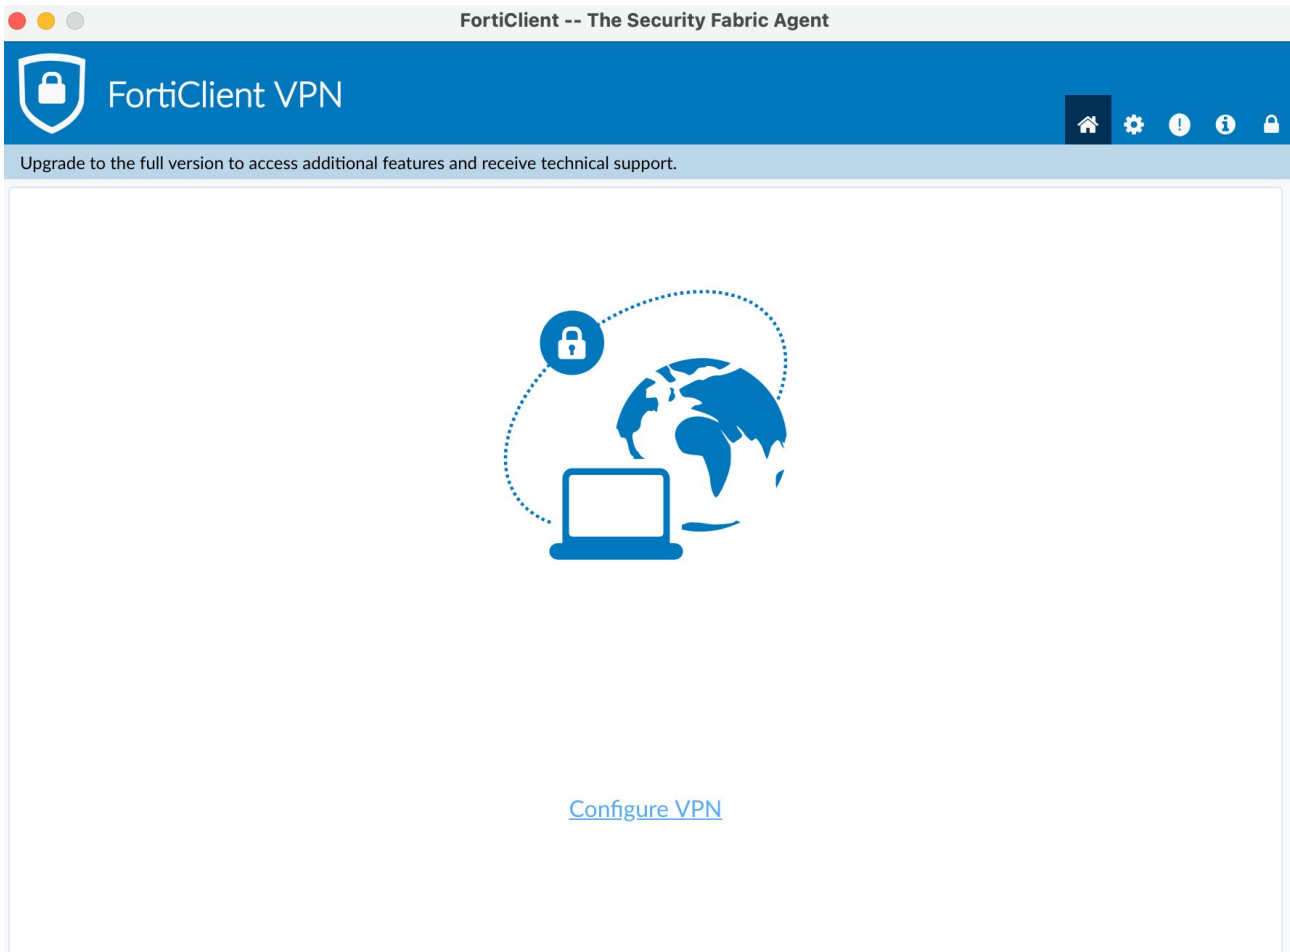 FortiClient -- The Security Fabric Agent
FortiClient VPN
Upgrade to the full version to access additional features and receive technical support.
Configure VPN